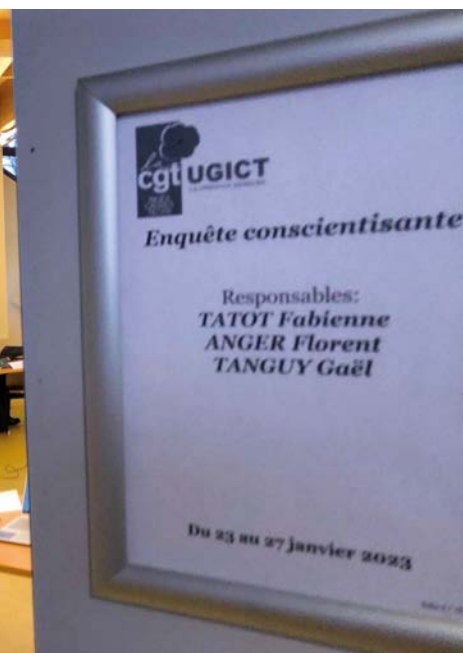 cgt UGICT
Enquête conscientisante
Responsables:
TATOT Fabienne
ANGER Florent
TANGUY Gaël
Du 23 au 27 janvier 2023